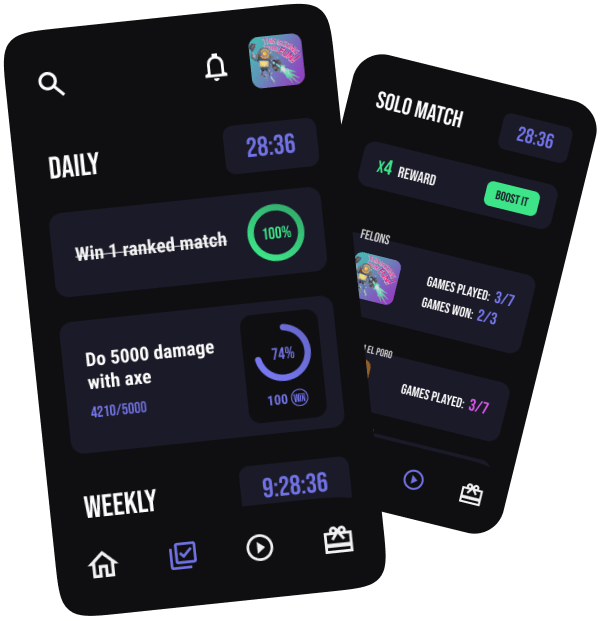 28:36
DAILY
Win 1 ranked match
100%
Do 5000 damage
with axe
4210/5000
74%
100
WEEKLY
9:28:36
SOLO MATCH
28:36
x4 REWARD
BOOST IT
FELONS
GAMES PLAYED: 3/7
GAMES WON: 2/3
EL PORO
GAMES PLAYED: 3/7